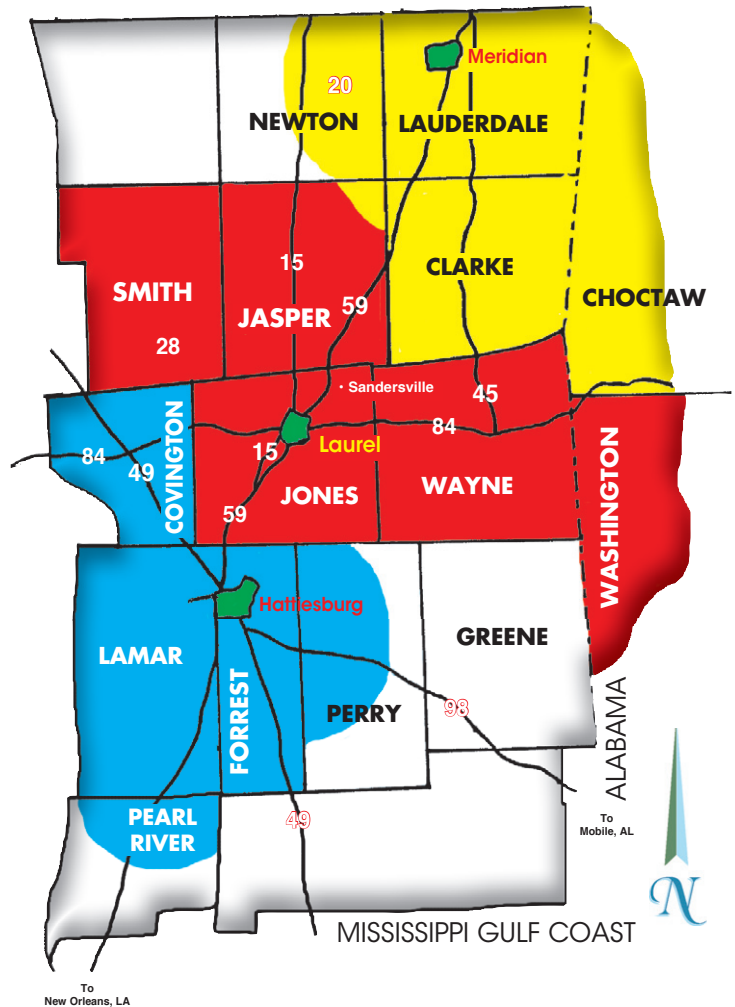 Meridian
20
NEWTON
LAUDERDALE
15
CLARKE
SMITH
CHOCTAW
59
JASPER
28
Sandersville
45
84
COVINGTON
Laurel
15
84
49
JONES
WAYNE
WASHINGTON
59
Hattiesburg
GREENE
LAMAR
FORREST
PERRY
98
ALABAMA
PEARL
RIVER
49
To
Mobile, AL
N
MISSISSIPPI GULF COAST
To
New Orleans, LA